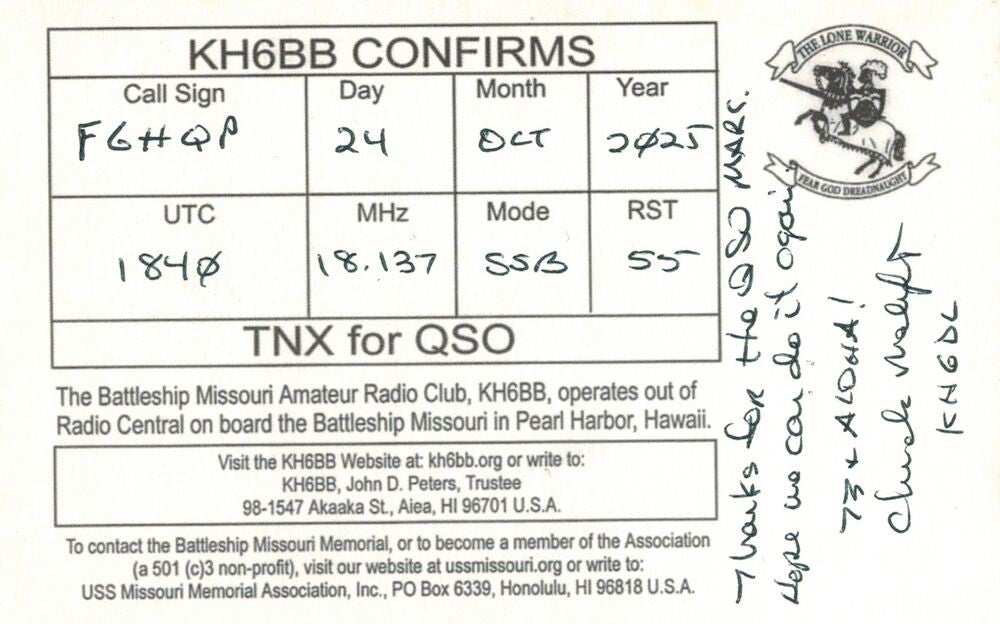 KH6BB CONFIRMS
Call Sign Day Month Year
F6HQP 24 OCT 2Ø25
UTC MHz Mode RST
184Ø 18.137 SSB 55
TNX for QSO
The Battleship Missouri Amateur Radio Club, KH6BB, operates out of
Radio Central on board the Battleship Missouri in Pearl Harbor, Hawaii.
Visit the KH6BB Website at: kh6bb.org or write to:
KH6BB, John D. Peters, Trustee
98-1547 Akaaka St., Aiea, HI 96701 U.S.A.
To contact the Battleship Missouri Memorial, or to become a member of the Association
(a 501 (c)3 non-profit), visit our website at ussmissouri.org or write to:
USS Missouri Memorial Association, Inc., PO Box 6339, Honolulu, HI 96818 U.S.A.
THE LONE WARRIOR
FEAR GOD DREADNAUGHT
Thanks for the QSO MARC.
Hope we can do it again
73 + ALOHA!
Chuck
KH6DL